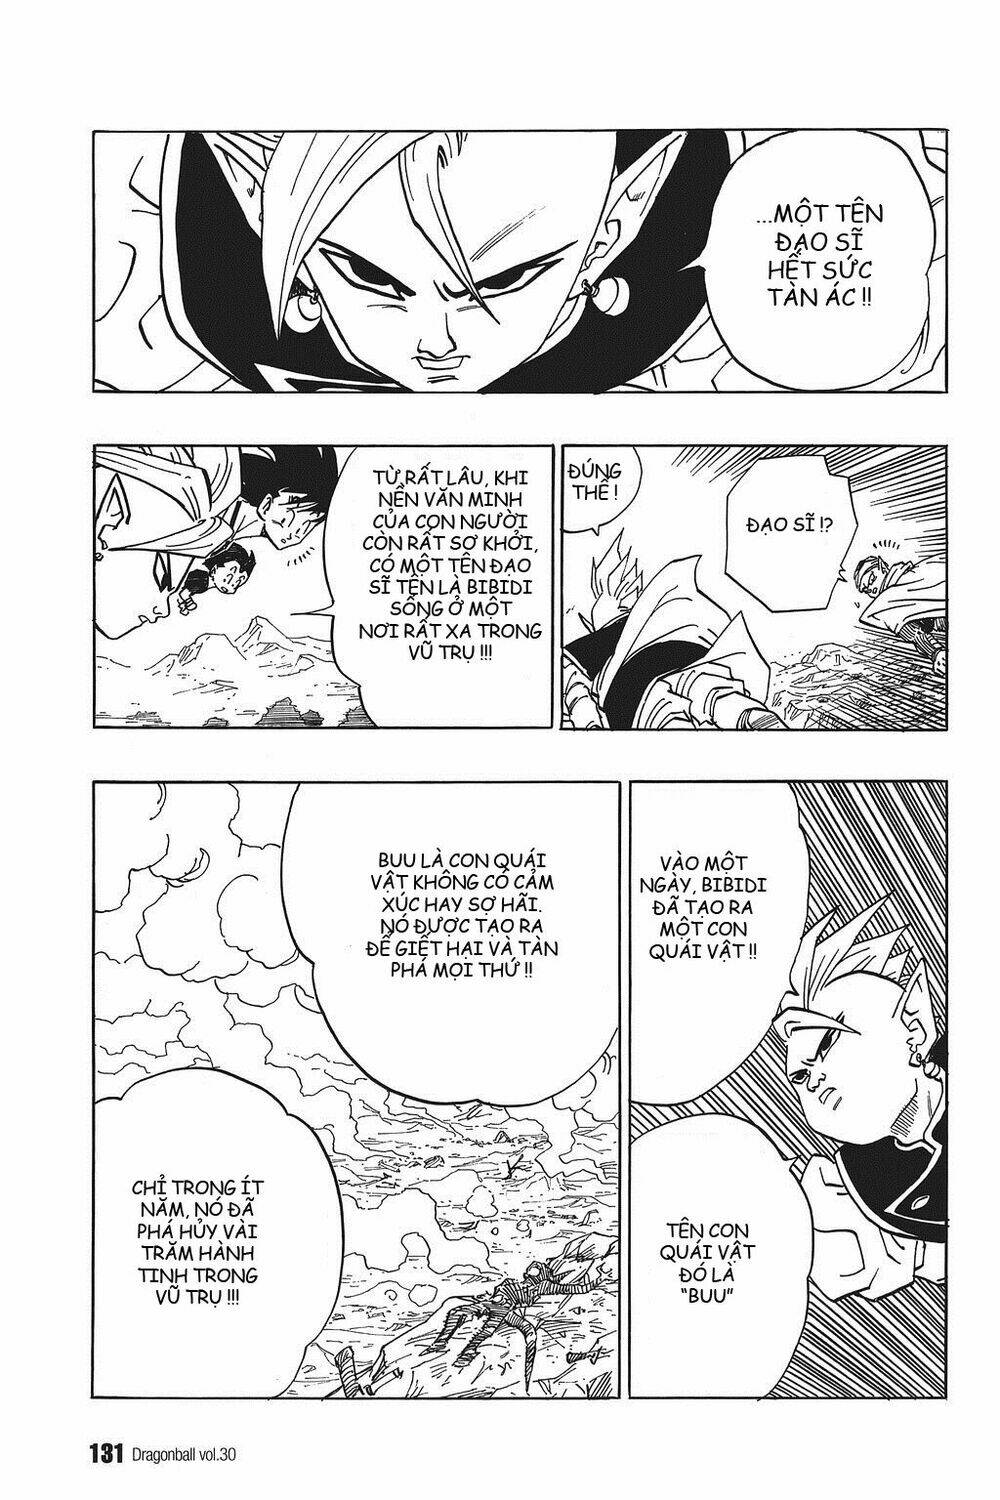 ...MỘT TÊN
ĐẠO SĨ
HẾT SỨC
TÀN ÁC !!
ĐÚNG
THẾ !
ĐẠO SĨ !?
TỪ RẤT LÂU, KHI
NỀN VĂN MINH
CỦA CON NGƯỜI
CÒN RẤT SƠ KHỞI,
CÓ MỘT TÊN ĐẠO
SĨ TÊN LÀ BIBIDI
SỐNG Ở MỘT
NƠI RẤT XA TRONG
VŨ TRỤ !!!
VÀO MỘT
NGÀY, BIBIDI
ĐÃ TẠO RA
MỘT CON
QUÁI VẬT !!
TÊN CON
QUÁI VẬT
ĐÓ LÀ
“BUU”
BUU LÀ CON QUÁI
VẬT KHÔNG CÓ CẢM
XÚC HAY SỢ HÃI.
NÓ ĐƯỢC TẠO RA
ĐỂ GIẾT HẠI VÀ TÀN
PHÁ MỌI THỨ !!
CHỈ TRONG ÍT
NĂM, NÓ ĐÃ
PHÁ HỦY VÀI
TRĂM HÀNH
TINH TRONG
VŨ TRỤ !!!
131 Dragonball vol.30